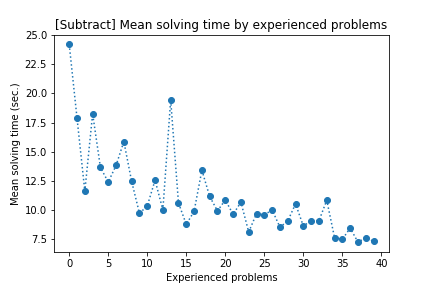 [Subtract] Mean solving time by experienced problems
25.0
22.5
20.0
17.5
15.0
12.5
10.0
7.5
Mean solving time (sec.)
0 5 10 15 20 25 30 35 40
Experienced problems